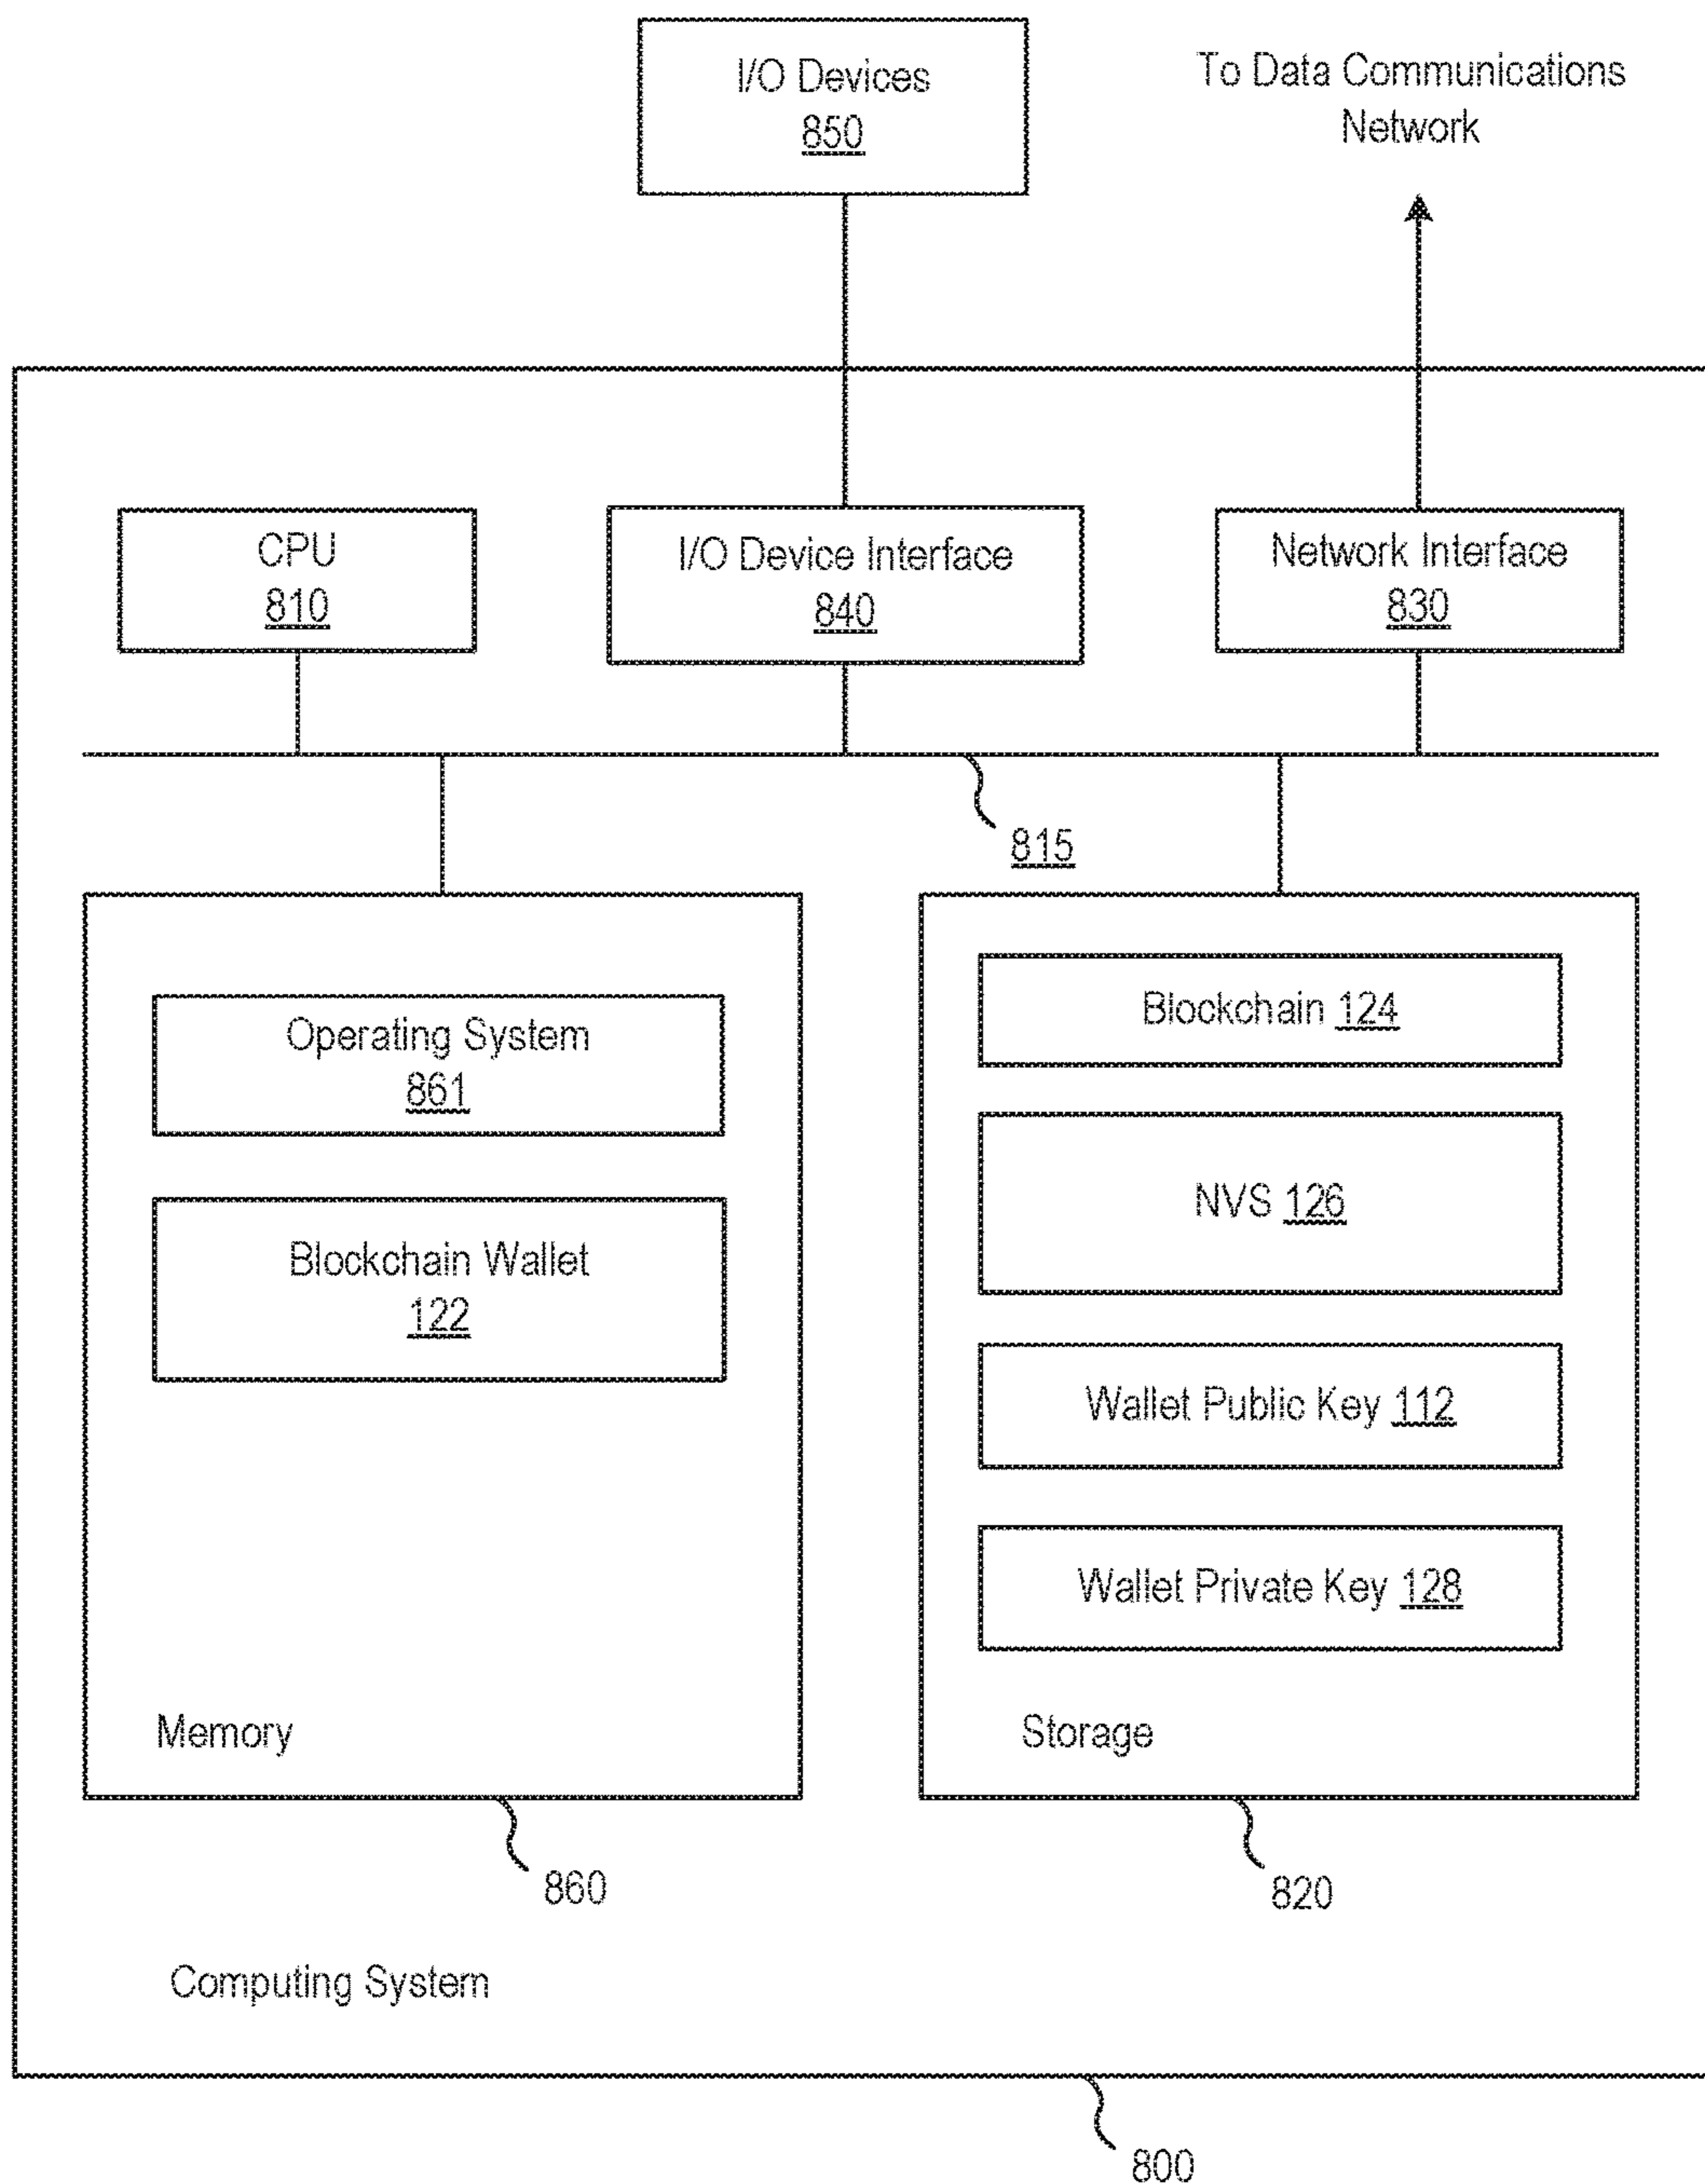 I/O Devices
850
To Data Communications
Network
CPU
810
I/O Device Interface
840
Network Interface
830
815
Operating System
861
Blockchain Wallet
122
Memory
860
Blockchain 124
NVS 126
Wallet Public Key 112
Wallet Private Key 128
Storage
820
Computing System
800